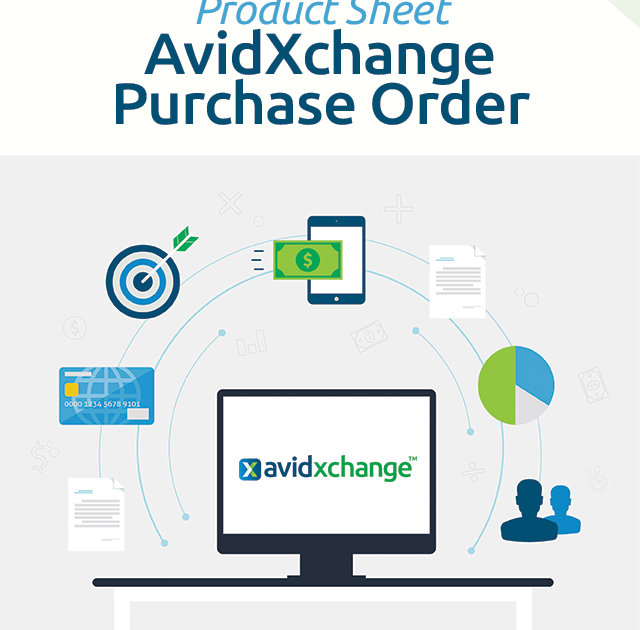 Product Sheet
AvidXchange
Purchase Order
$
0000 1234 5678 9101
avidxchange™